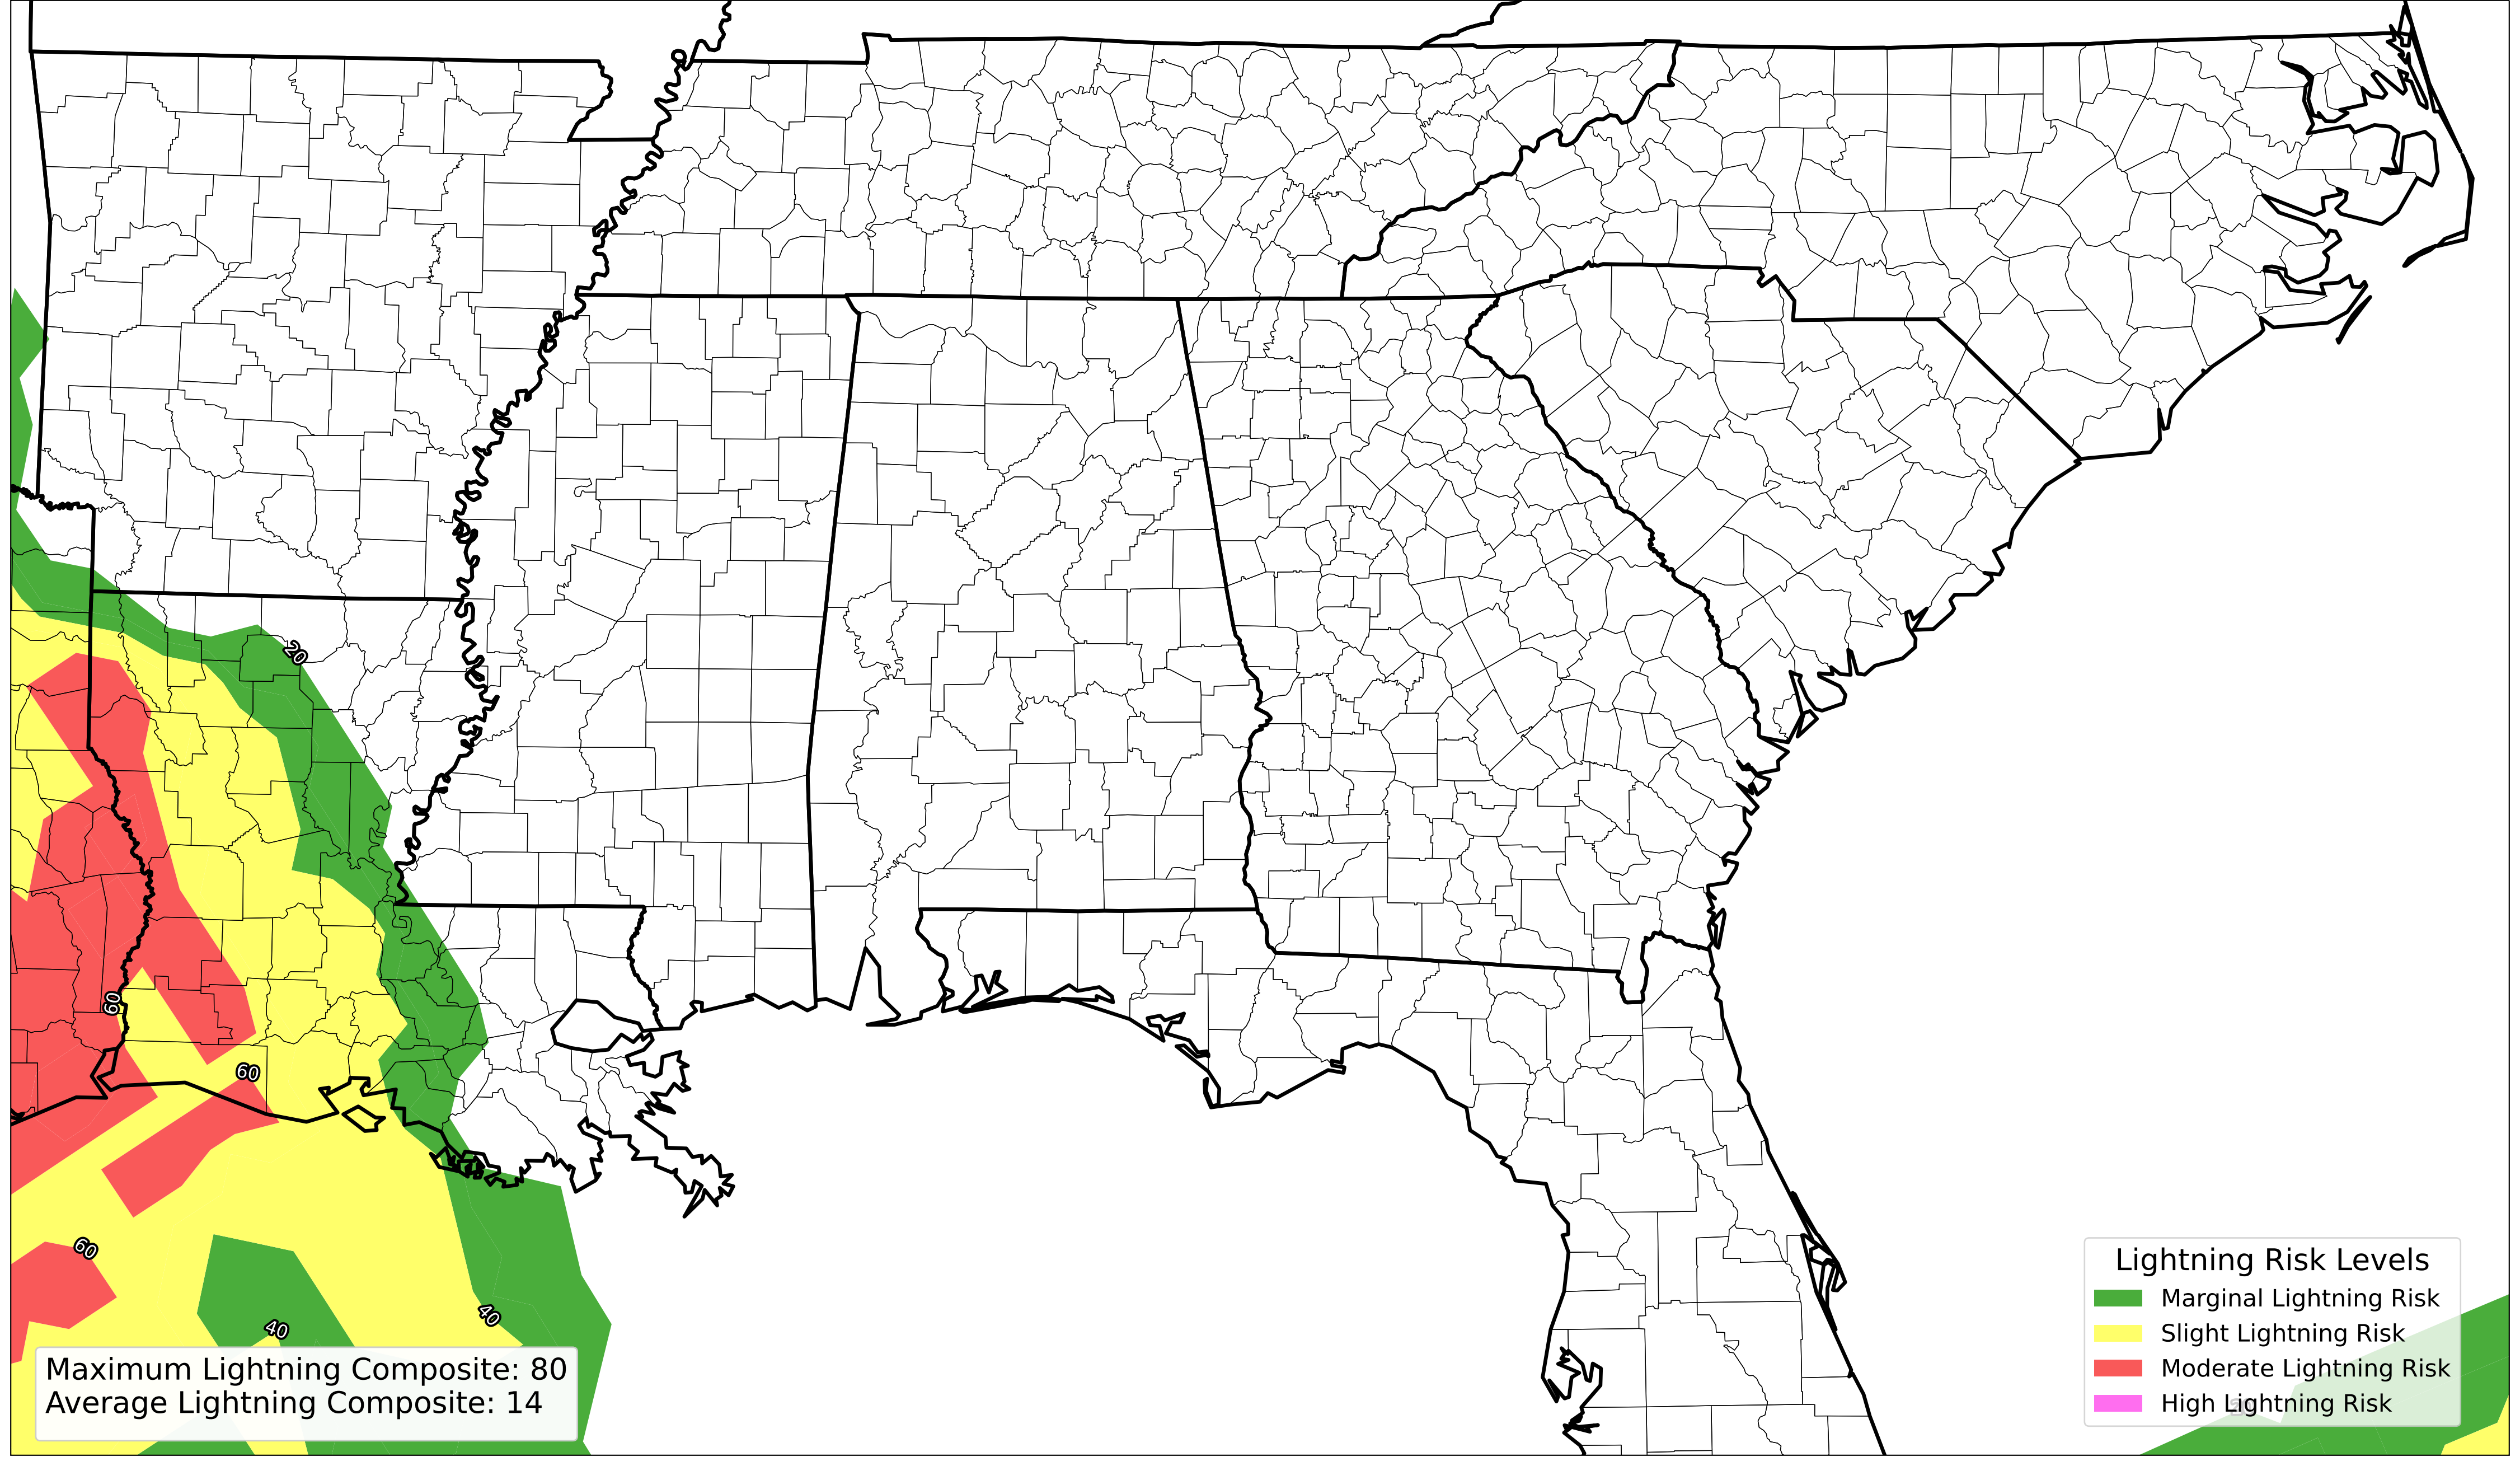 20
60
60
60
40
40
Maximum Lightning Composite: 80
Average Lightning Composite: 14
Lightning Risk Levels
Marginal Lightning Risk
Slight Lightning Risk
Moderate Lightning Risk
High Lightning Risk